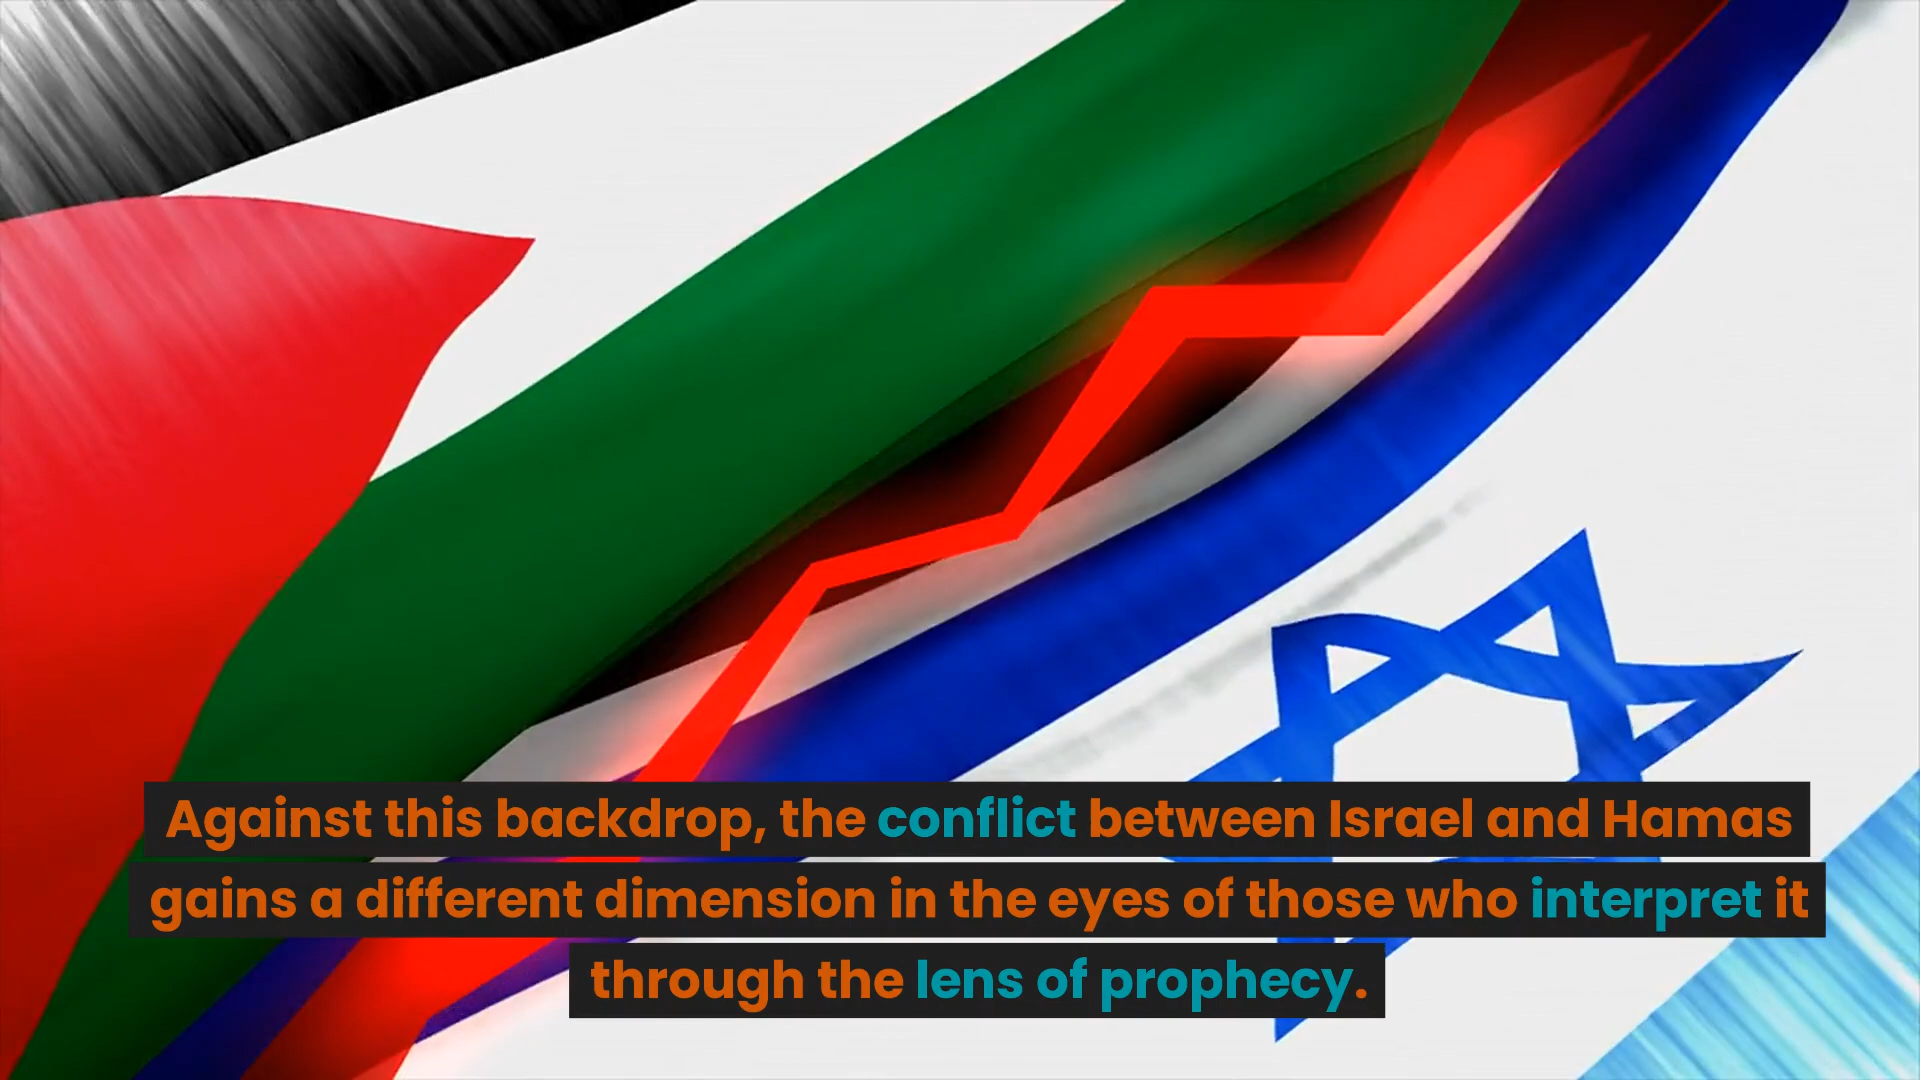 Against this backdrop, the conflict between Israel and Hamas
gains a different dimension in the eyes of those who interpret it
through the lens of prophecy.